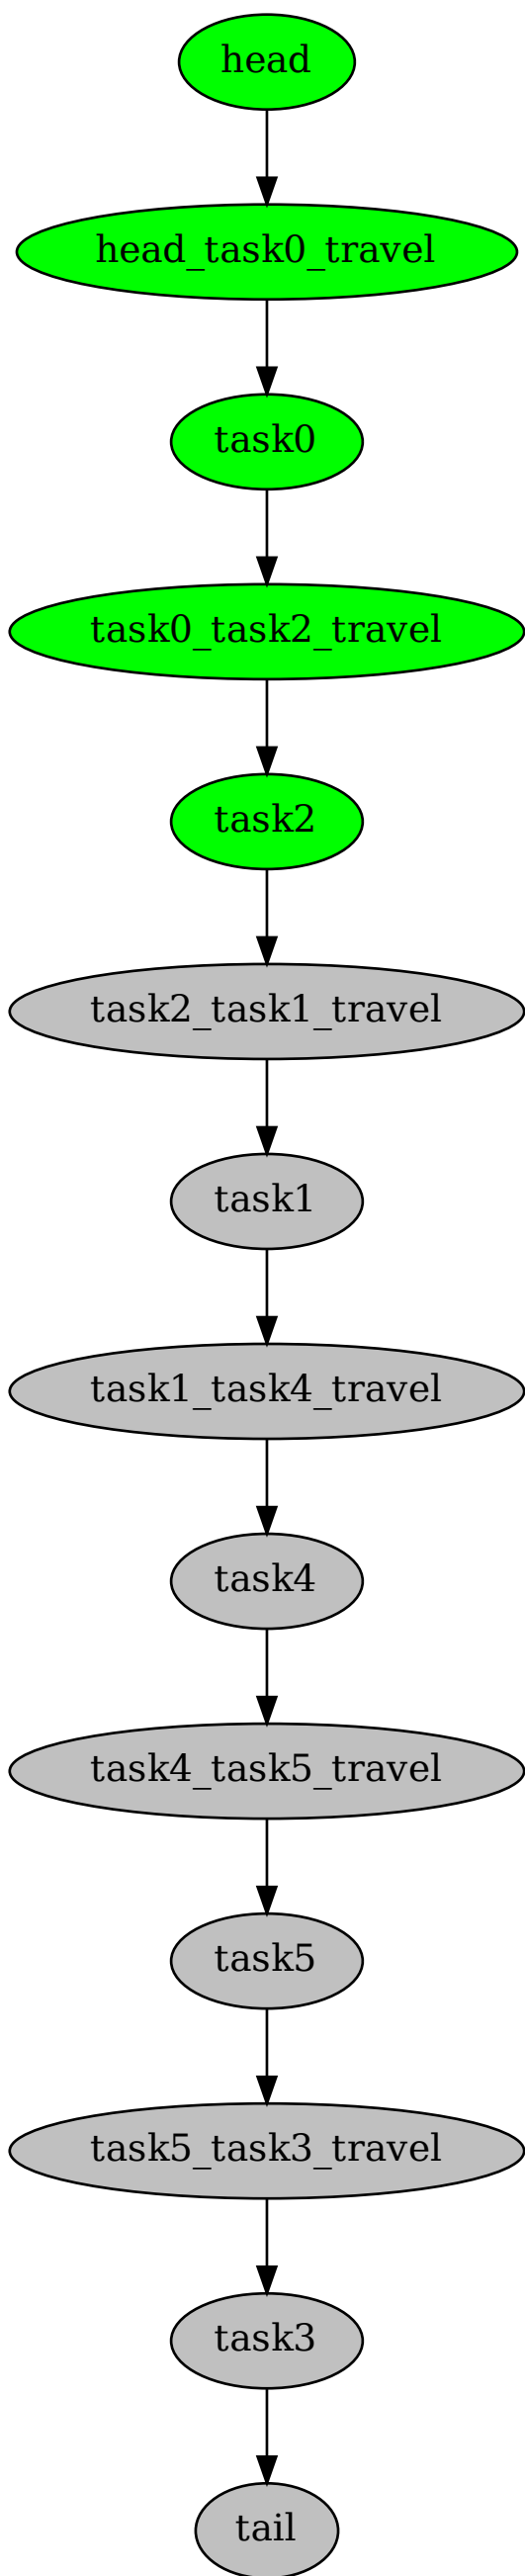 head
head_task0_travel
task0
task0_task2_travel
task2
task2_task1_travel
task1
task1_task4_travel
task4
task4_task5_travel
task5
task5_task3_travel
task3
tail